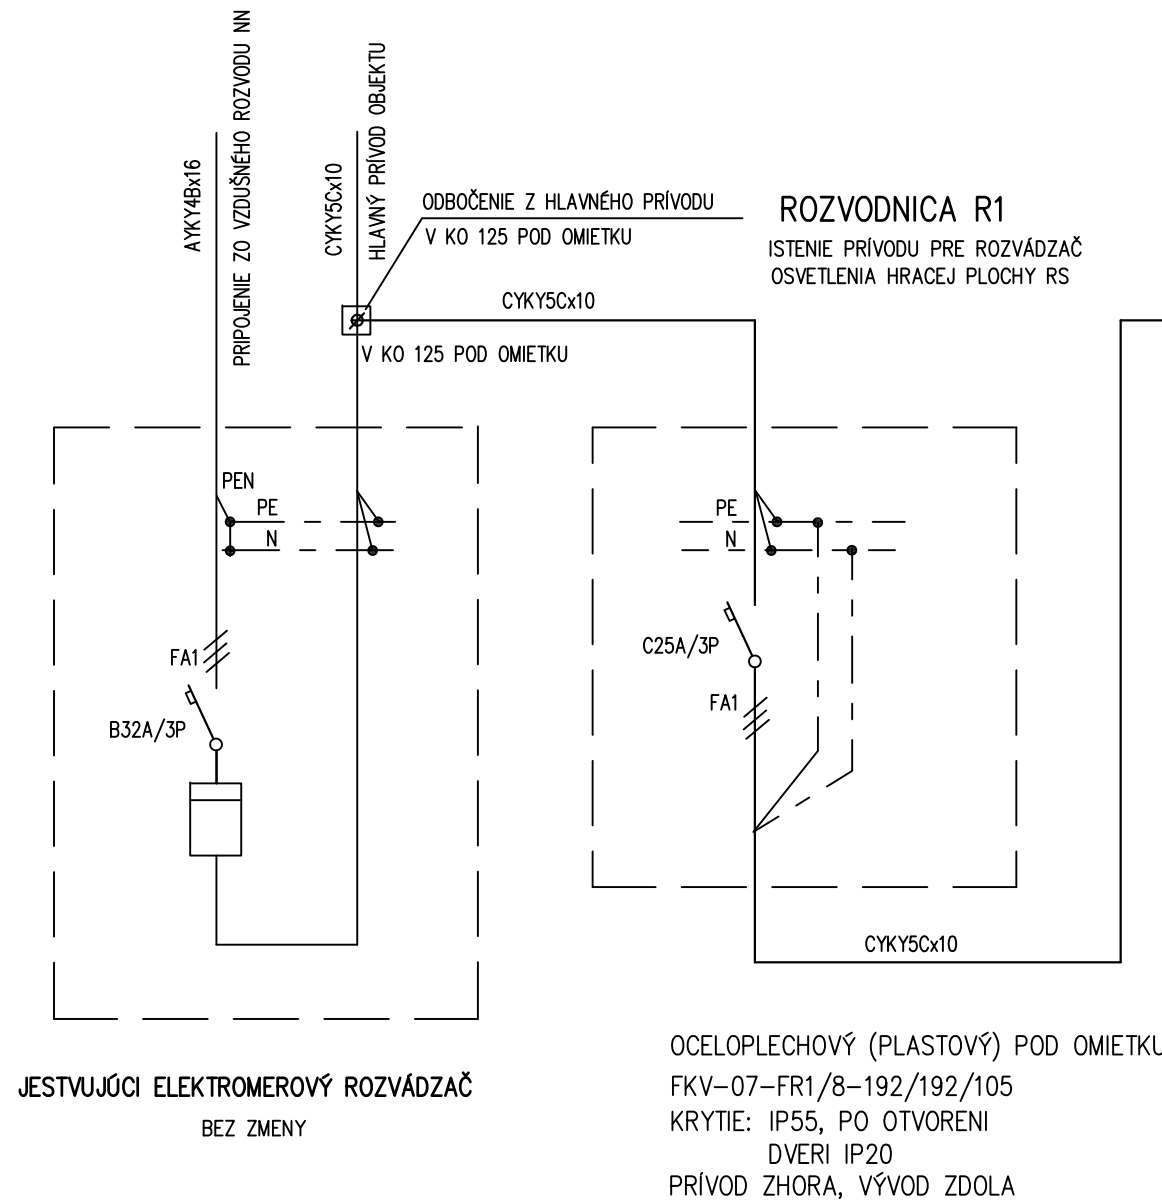 AYKY4Bx16
PRIPOJENIE ZO VZDUŠNÉHO ROZVODU NN
CYKY5Cx10
HLAVNÝ PRÍVOD OBJEKTU
ODBOČENIE Z HLAVNÉHO PRÍVODU
V KO 125 POD OMIETKU
ROZVODNICA R1
ISTENIE PRÍVODU PRE ROZVÁDZAČ
OSVETLENIA HRACEJ PLOCHY RS
CYKY5Cx10
V KO 125 POD OMIETKU
PEN
PE
N
FA1
B32A/3P
PE
N
C25A/3P
FA1
CYKY5Cx10
JESTVUJÚCI ELEKTROMEROVÝ ROZVÁDZAČ
BEZ ZMENY
OCELOPLECHOVÝ (PLASTOVÝ) POD OMIETKU
FKV-07-FR1/8-192/192/105
KRYTIE: IP55, PO OTVORENI
DVERI IP20
PRÍVOD ZHORA, VÝVOD ZDOLA